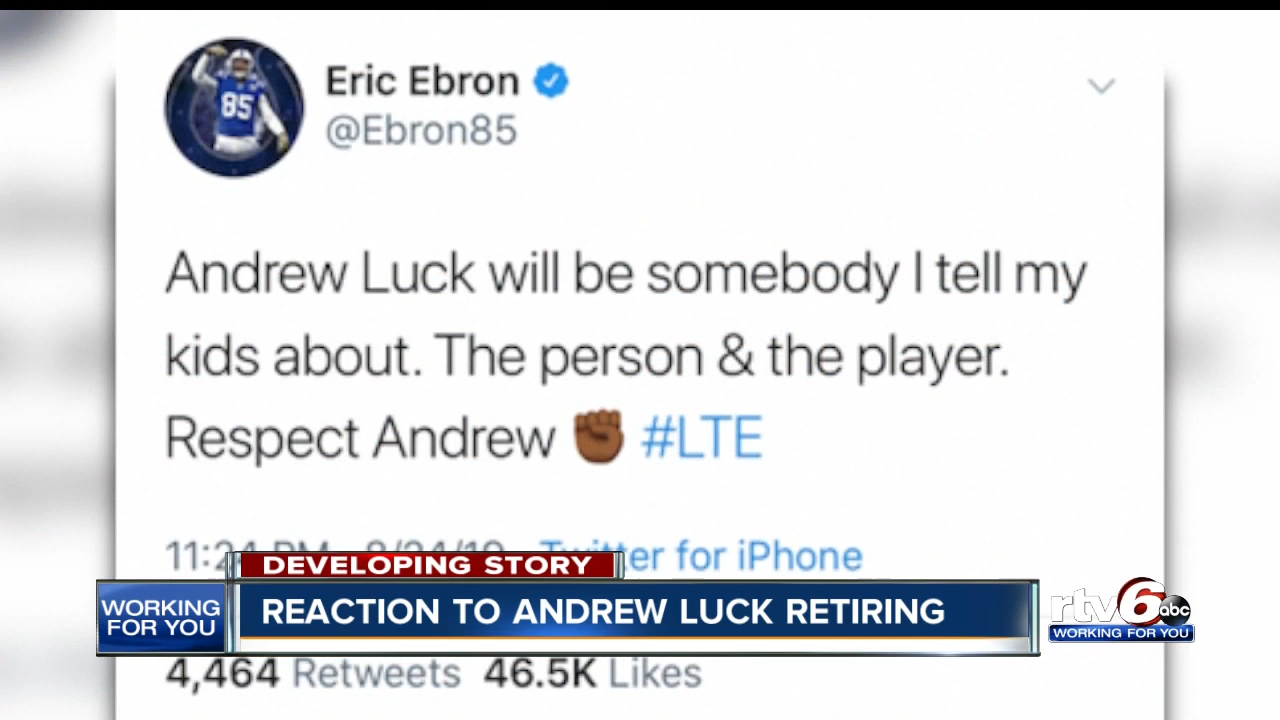 85
Eric Ebron
@Ebron85
Andrew Luck will be somebody I tell my
kids about. The person & the player.
Respect Andrew ✊🏾 #LTE
Twitter for iPhone
DEVELOPING STORY
WORKING
FOR YOU
REACTION TO ANDREW LUCK RETIRING
rtv6 abc
WORKING FOR YOU
4,464 Retweets 46.5K Likes